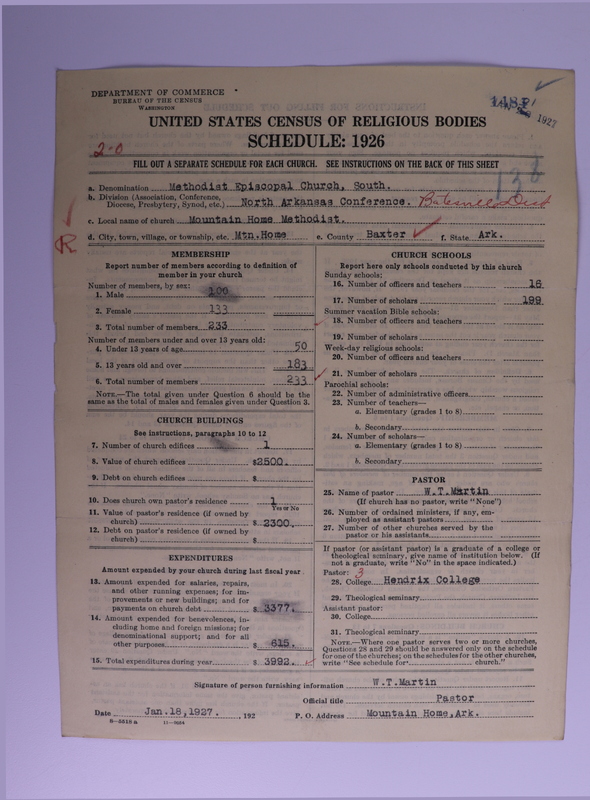 DEPARTMENT OF COMMERCE
BUREAU OF THE CENSUS
WASHINGTON
1927
UNITED STATES CENSUS OF RELIGIOUS BODIES
SCHEDULE: 1926
2-0
138
FILL OUT A SEPARATE SCHEDULE FOR EACH CHURCH. SEE INSTRUCTIONS ON THE BACK OF THIS SHEET
a. Denomination Methodist Episcopal Church, South.
b. Division (Association, Conference, Diocese, Presbytery, Synod, etc.) North Arkansas Conference. Batesville Dist
c. Local name of church Mountain Home Methodist.
R
d. City, town, village, or township, etc. Mtn.Home e. County Baxter f. State Ark.
MEMBERSHIP
Report number of members according to definition of
member in your church
Number of members, by sex:
1. Male 100
2. Female 133
3. Total number of members 233
Number of members under and over 13 years old:
4. Under 13 years of age 50
5. 13 years old and over 183
6. Total number of members 233
NOTE.—The total given under Question 6 should be
same as the total of males and females given under Question 3.
CHURCH BUILDINGS
See instructions, paragraphs 10 to 12
7. Number of church edifices 1
8. Value of church edifices $2500.
9. Debt on church edifices $
10. Does church own pastor's residence 1
Yes or No
11. Value of pastor's residence (if owned by
church) $ 2300.
12. Debt on pastor's residence (if owned by
church) $
EXPENDITURES
Amount expended by your church during last fiscal year
13. Amount expended for salaries, repairs,
and other running expenses; for im-
provements or new buildings; and for
payments on church debt $ 3377.
14. Amount expended for benevolences, in-
cluding home and foreign missions; for
denominational support; and for all
other purposes $ 615.
15. Total expenditures during year $ 3992.
CHURCH SCHOOLS
Report here only schools conducted by this church
Sunday schools:
16. Number of officers and teachers 18
17. Number of scholars 199
Summer vacation Bible schools:
18. Number of officers and teachers
19. Number of scholars
Week-day religious schools:
20. Number of officers and teachers
21. Number of scholars
Parochial schools:
22. Number of administrative officers
23. Number of teachers—
a. Elementary (grades 1 to 8)
b. Secondary
24. Number of scholars—
a. Elementary (grades 1 to 8)
b. Secondary
PASTOR
25. Name of pastor W.T.Martin
(If church has no pastor, write "None")
26. Number of ordained ministers, if any, em-
ployed as assistant pastors
27. Number of other churches served by the
pastor or his assistants
If pastor (or assistant pastor) is a graduate of a college or
theological seminary, give name of institution below. (If
not a graduate, write "No" in the space indicated.)
Pastor: 3
28. College Hendrix College
29. Theological seminary
Assistant pastor:
30. College
31. Theological seminary
NOTE.—Where one pastor serves two or more churches,
Questions 28 and 29 should be answered only on the schedule
for one of the churches; on the schedules for the other churches,
write "See schedule for church."
Signature of person furnishing information W.T.Martin
Official title Pastor
Date Jan.18,1927. , 192 P. O. Address Mountain Home,Ark.